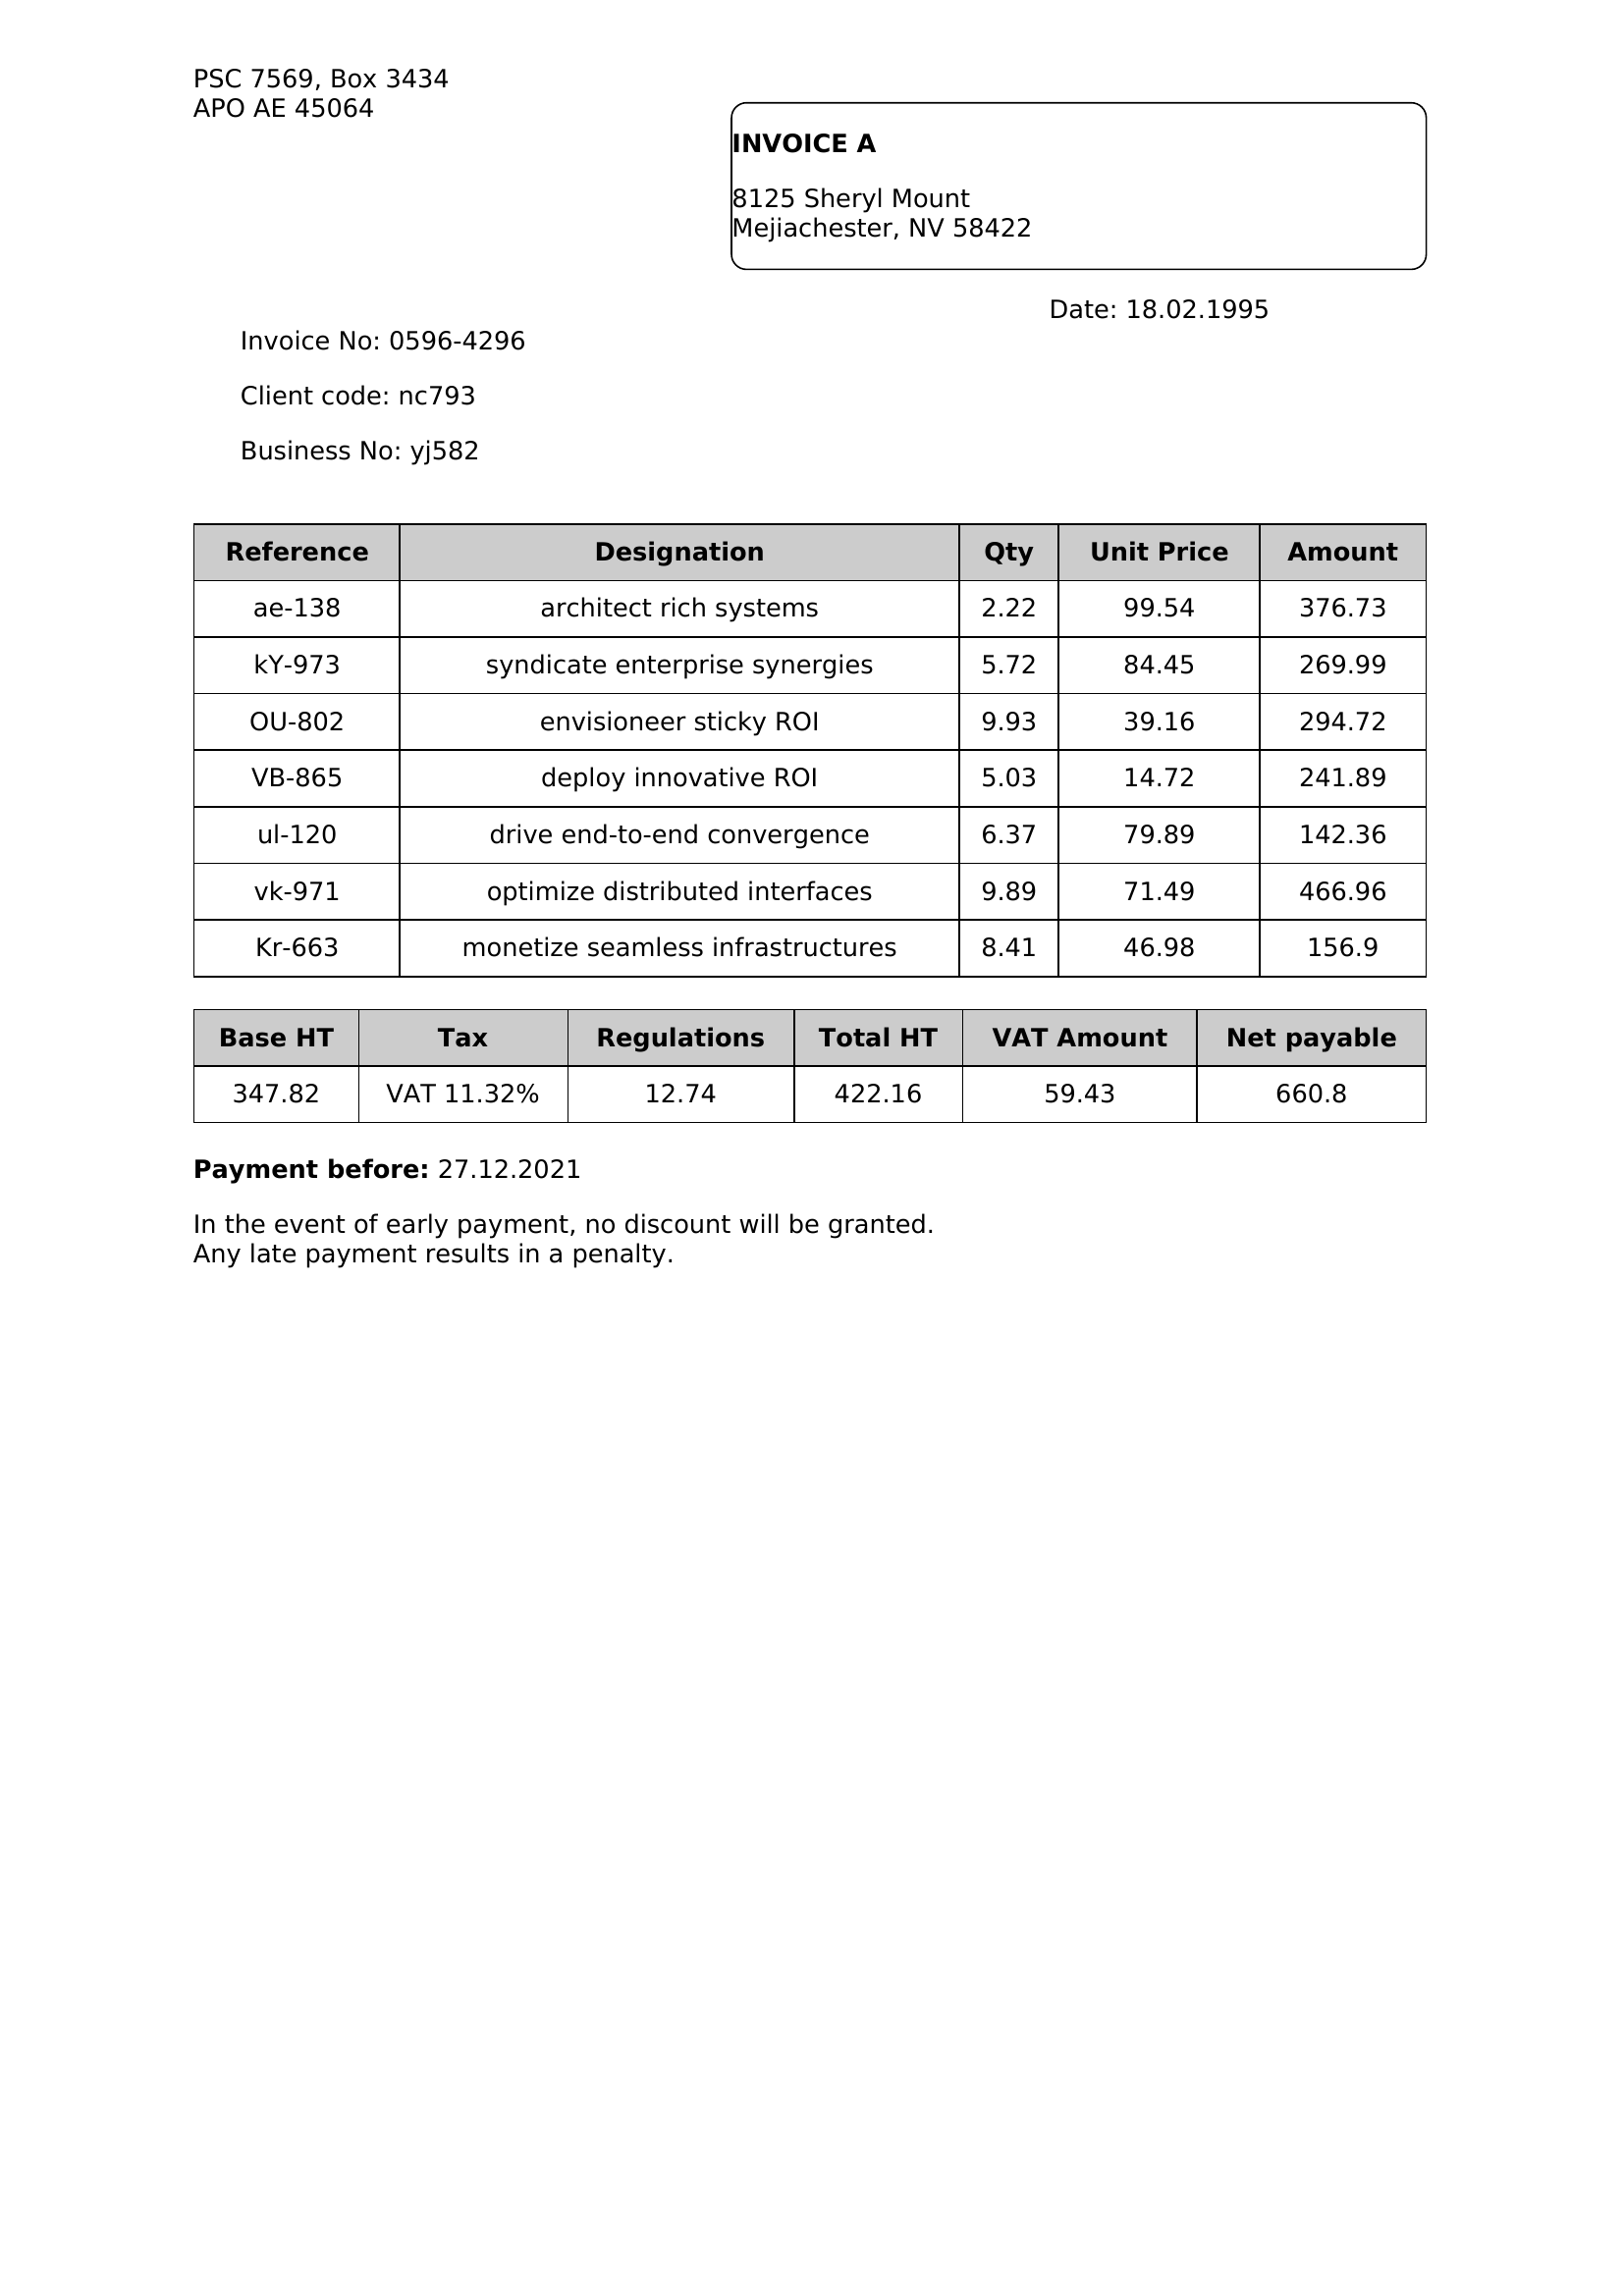 PSC 7569, Box 3434
APO AE 45064
INVOICE A
8125 Sheryl Mount
Mejiachester, NV 58422
Date: 18.02.1995
Invoice No: 0596-4296
Client code: nc793
Business No: yj582
Reference Designation Qty Unit Price Amount
ae-138 architect rich systems 2.22 99.54 376.73
kY-973 syndicate enterprise synergies 5.72 84.45 269.99
OU-802 envisioneer sticky ROI 9.93 39.16 294.72
VB-865 deploy innovative ROI 5.03 14.72 241.89
ul-120 drive end-to-end convergence 6.37 79.89 142.36
vk-971 optimize distributed interfaces 9.89 71.49 466.96
Kr-663 monetize seamless infrastructures 8.41 46.98 156.9
Base HT Tax Regulations Total HT VAT Amount Net payable
347.82 VAT 11.32% 12.74 422.16 59.43 660.8
Payment before: 27.12.2021
In the event of early payment, no discount will be granted.
Any late payment results in a penalty.